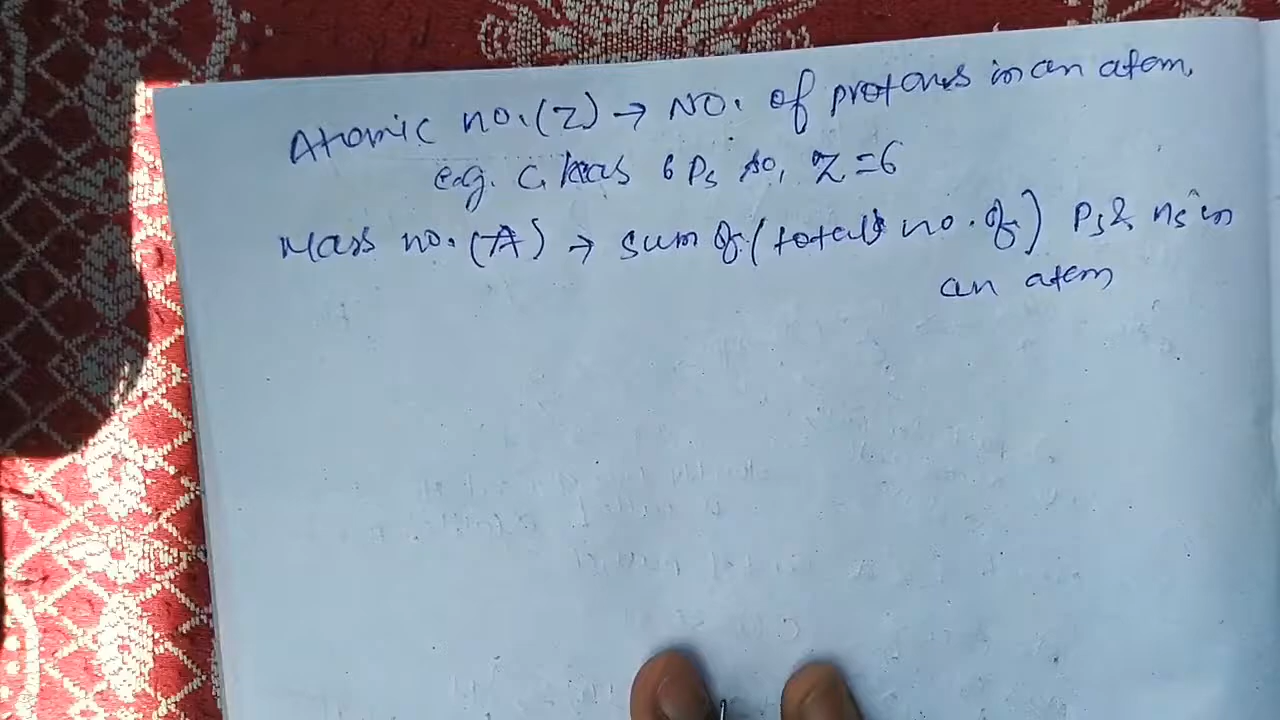 Atomic no.(Z) → NO. of protons in an atom.
e.g. C, has 6 Ps so, Z = 6
Mass no.(A) → sum of (total no. of) Ps & ns in
an atom